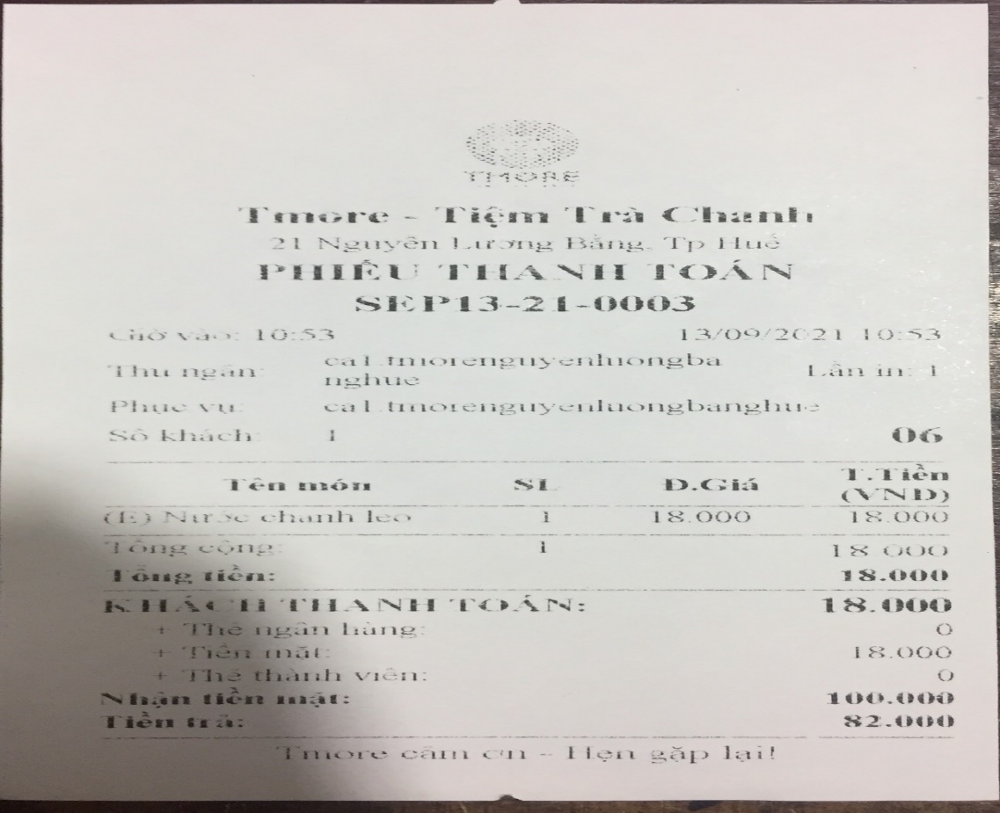 TMORE
Tmore - Tiệm Trà Chanh
21 Nguyễn Lương Bằng, Tp Huế
PHIẾU THANH TOÁN
SEP13-21-0003
Giờ vào: 10:53 13/09/2021 10:53
Thu ngân: ca1.tmorenguyenluongba Lần in: 1
nghue
Phục vụ: ca1.tmorenguyenluongbanghue
Số khách: 1 06
Tên món SL Đ.Giá T.Tiền
(VNĐ)
(E) Nước chanh leo 1 18.000 18.000
Tổng cộng: 1 18.000
Tổng tiền: 18.000
KHÁCH THANH TOÁN: 18.000
+ Thẻ ngân hàng: 0
+ Tiền mặt: 18.000
+ Thẻ thành viên: 0
Nhận tiền mặt: 100.000
Tiền trả: 82.000
Tmore cảm ơn - Hẹn gặp lại!